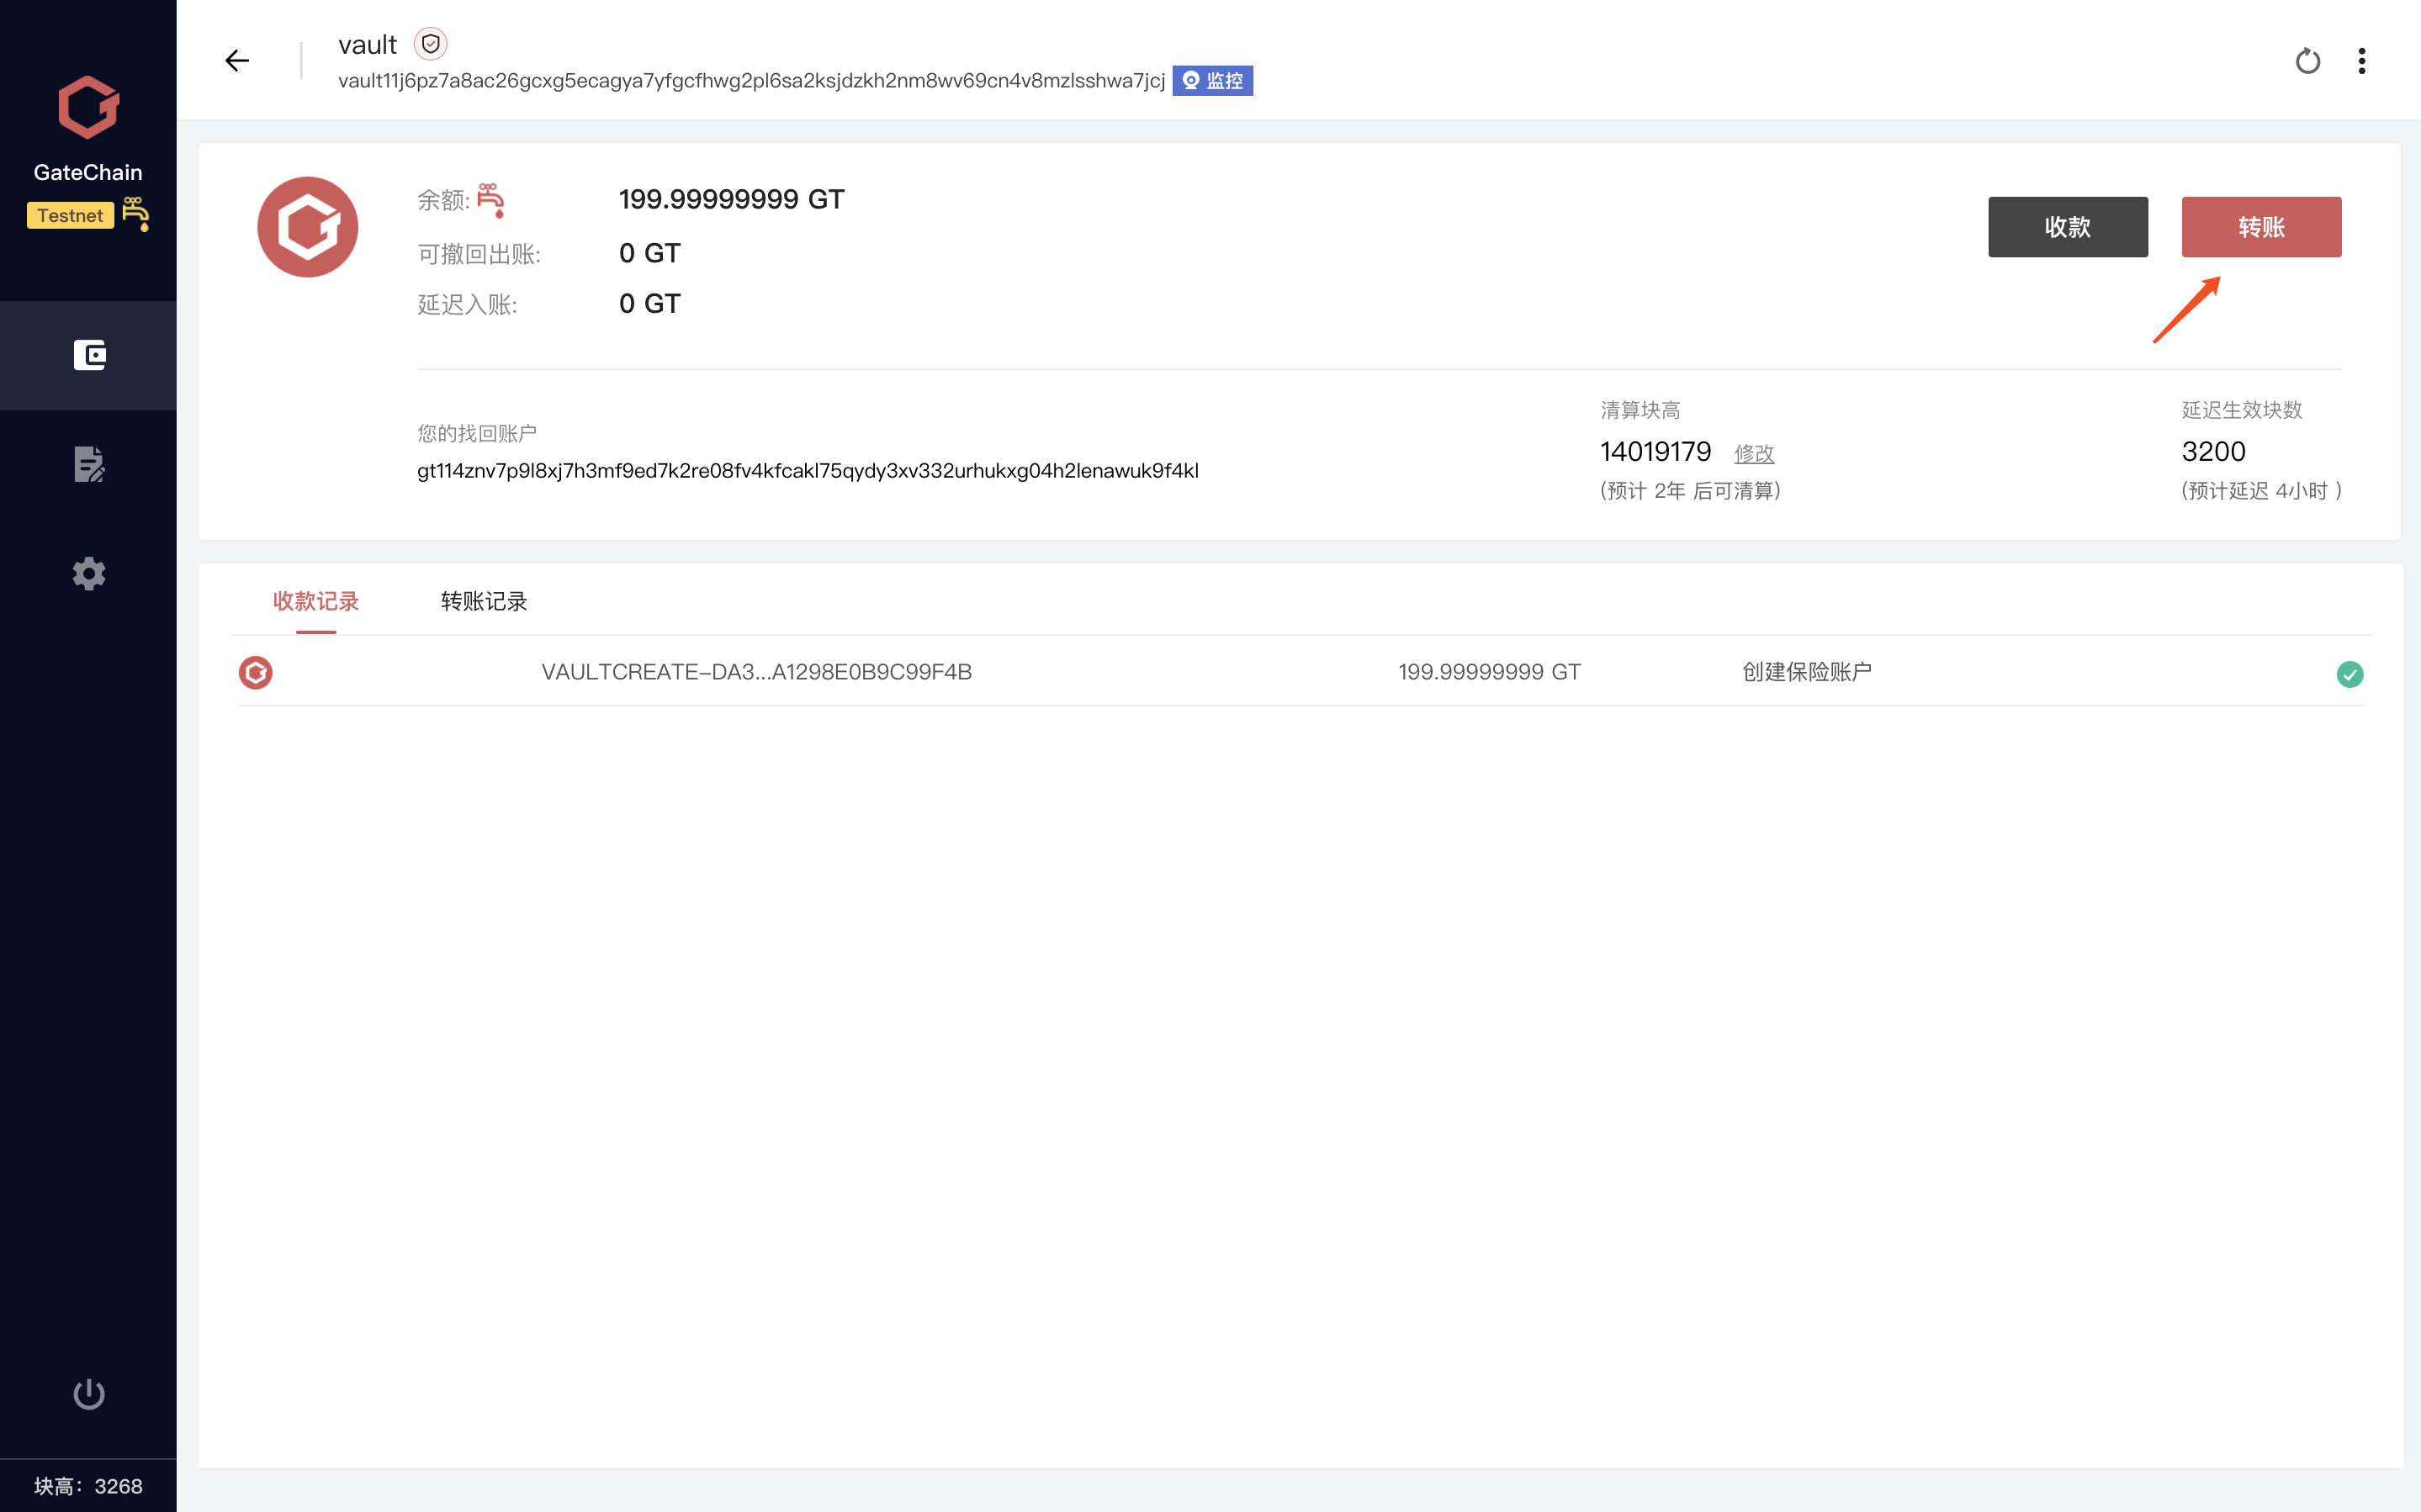 vault
vault11j6pz7a8ac26gcxg5ecagya7yfgcfhwg2pl6sa2ksjdzkh2nm8wv69cn4v8mzlsshwa7jcj 监控
GateChain
Testnet
余额: 199.99999999 GT
可撤回出账: 0 GT
延迟入账: 0 GT
收款
转账
您的找回账户
gt114znv7p9l8xj7h3mf9ed7k2re08fv4kfcakl75qydy3xv332urhukxg04h2lenawuk9f4kl
清算块高
14019179 修改
(预计 2年 后可清算)
延迟生效块数
3200
(预计延迟 4小时 )
收款记录 转账记录
VAULTCREATE-DA3...A1298E0B9C99F4B 199.99999999 GT 创建保险账户
块高: 3268